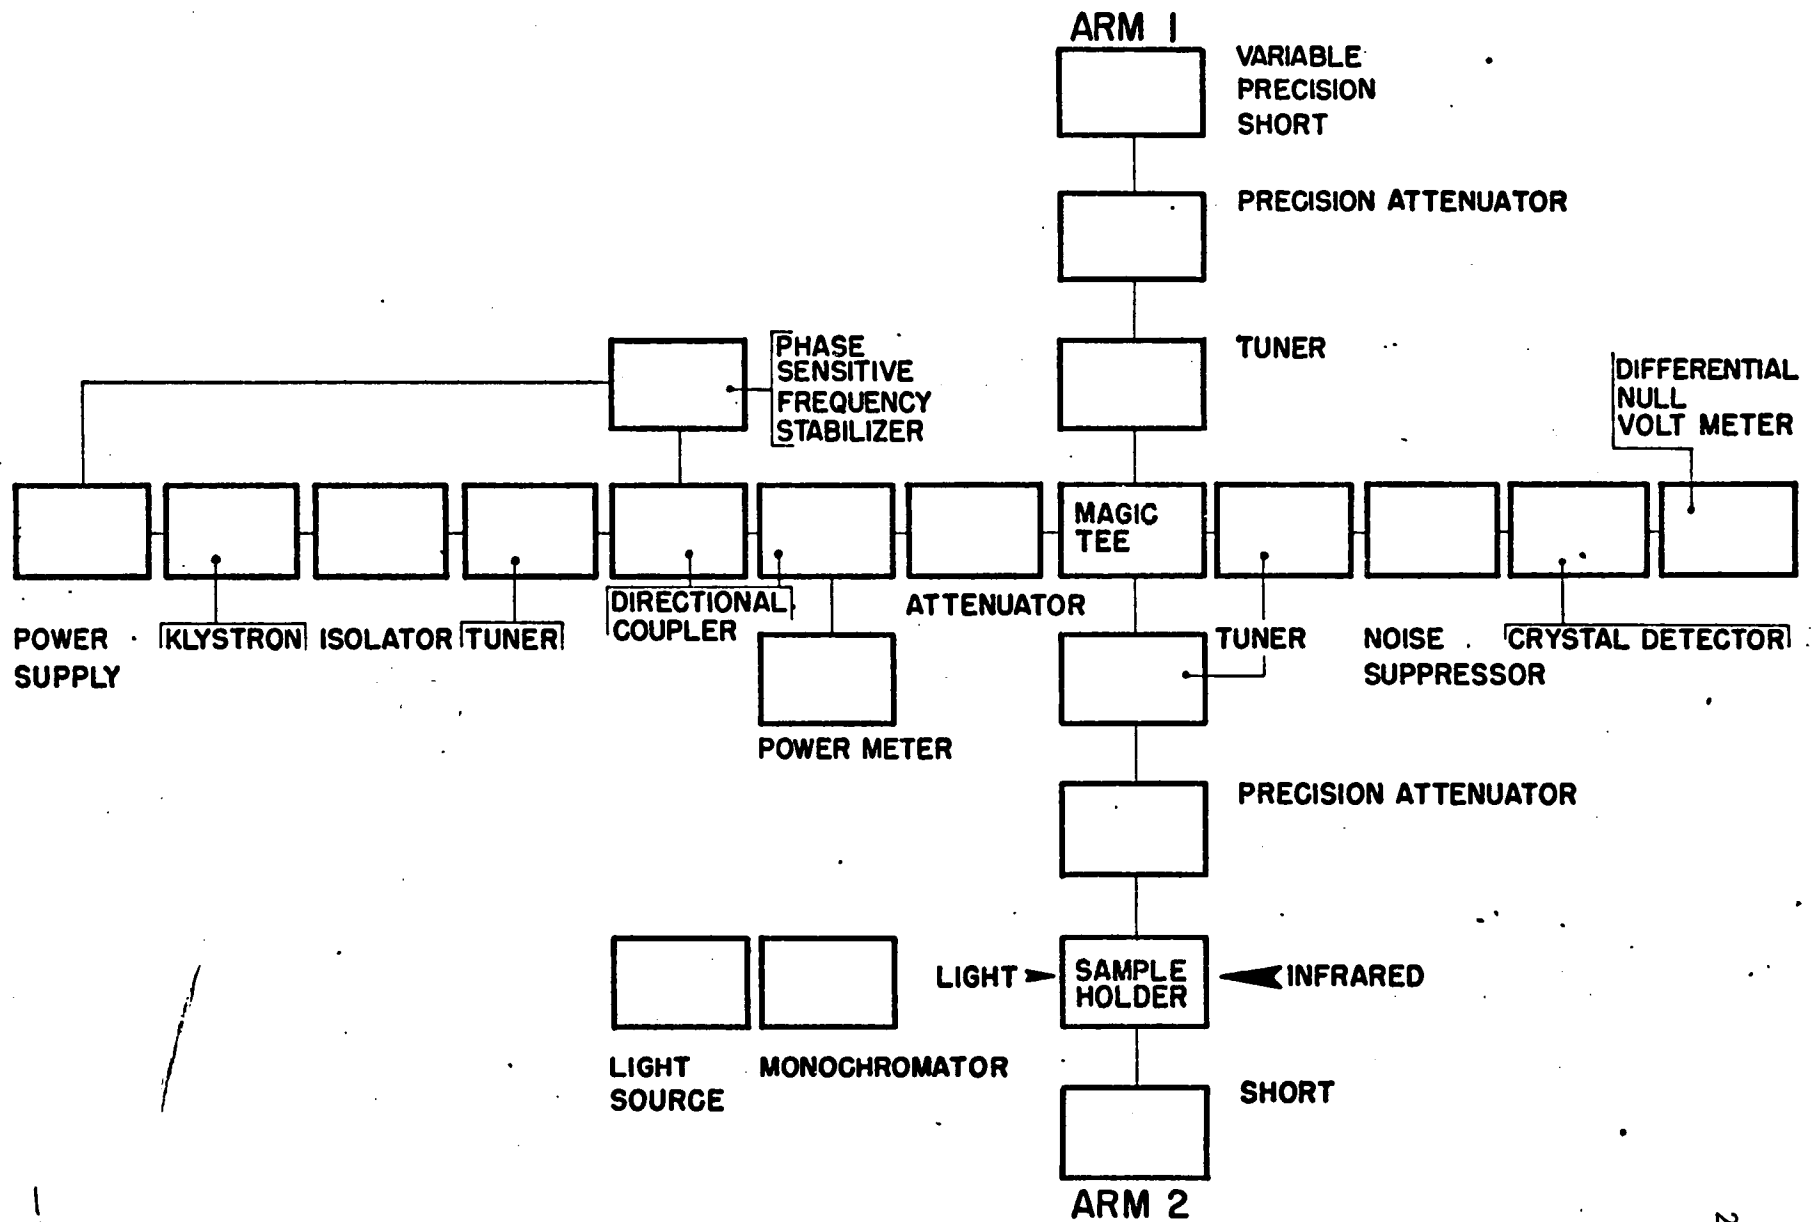 ARM 1
VARIABLE
PRECISION
SHORT
PRECISION ATTENUATOR
TUNER
PHASE
SENSITIVE
FREQUENCY
STABILIZER
DIFFERENTIAL
NULL
VOLT METER
MAGIC
TEE
POWER
SUPPLY
KLYSTRON
ISOLATOR
TUNER
DIRECTIONAL
COUPLER
ATTENUATOR
POWER METER
TUNER
NOISE
SUPPRESSOR
CRYSTAL DETECTOR
PRECISION ATTENUATOR
LIGHT
SAMPLE
HOLDER
INFRARED
LIGHT
SOURCE
MONOCHROMATOR
SHORT
ARM 2
2